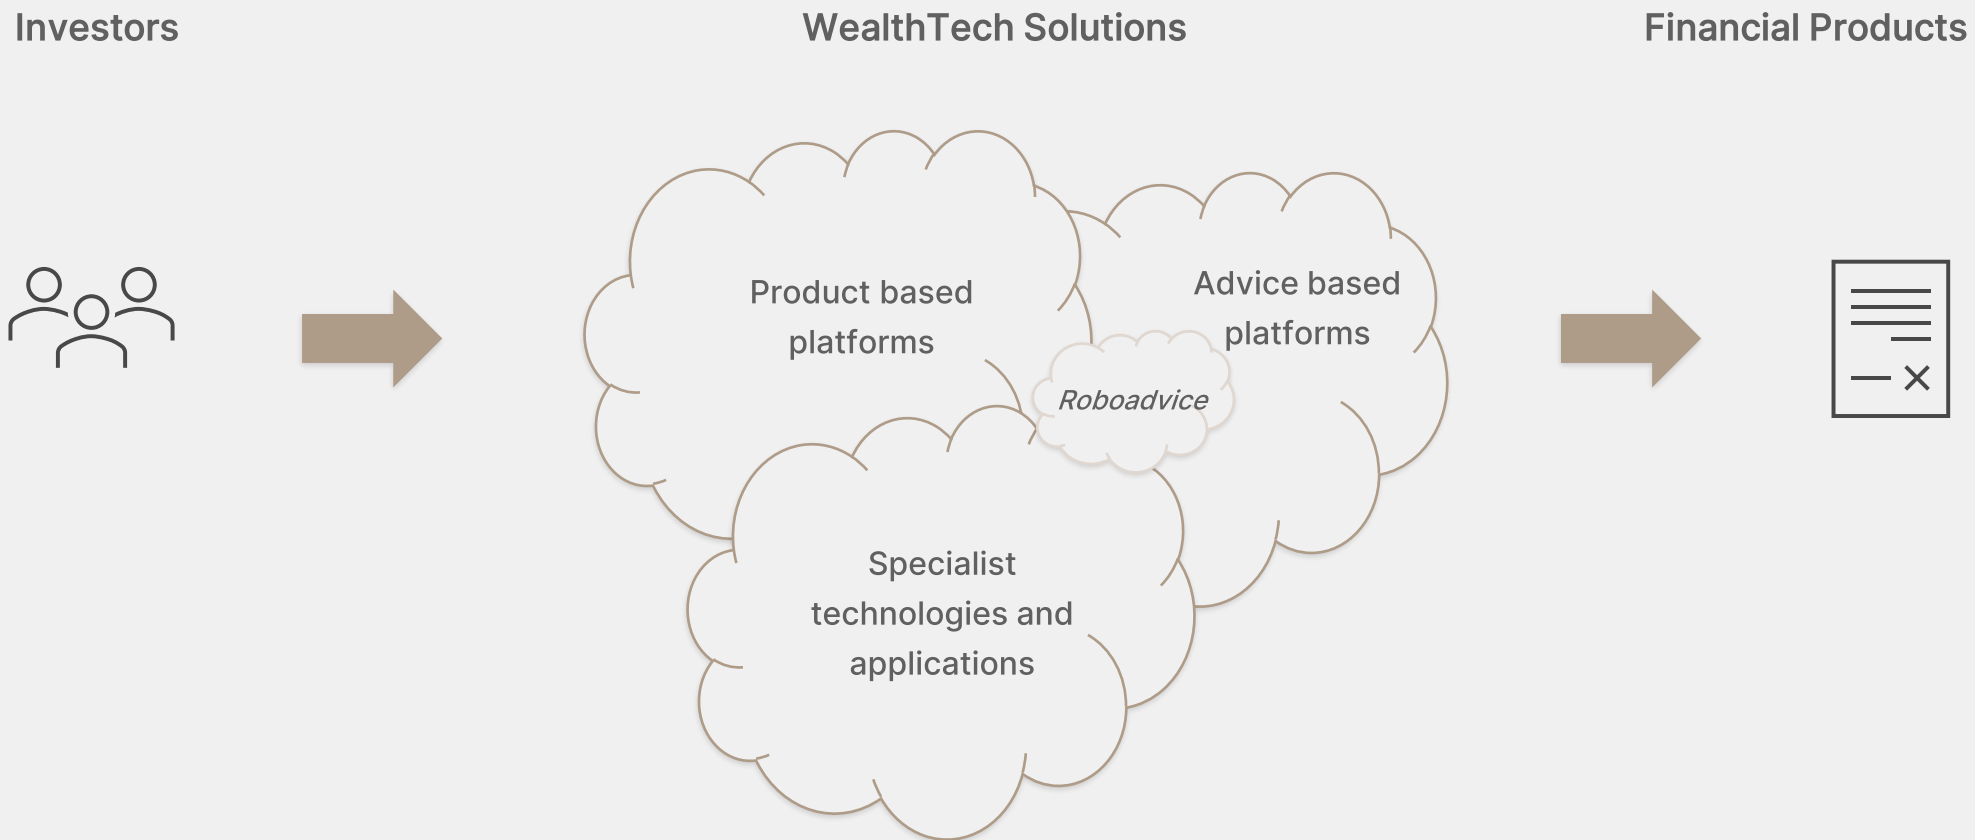 Investors
WealthTech Solutions
Financial Products
Product based
platforms
Advice based
platforms
Roboadvice
Specialist
technologies and
applications